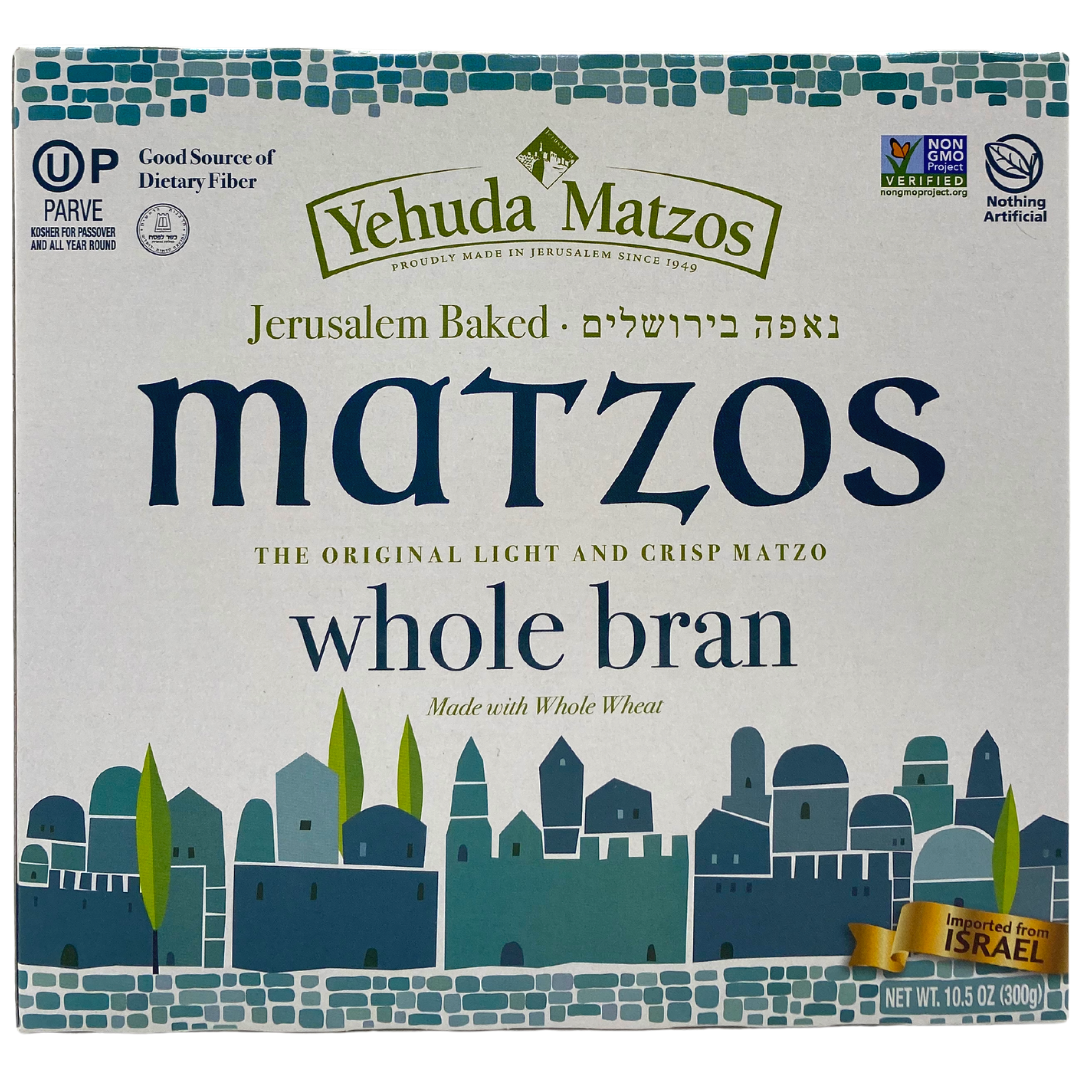 U P
PARVE
KOSHER FOR PASSOVER
AND ALL YEAR ROUND
Good Source of
Dietary Fiber
Jerusalem
Yehuda Matzos
PROUDLY MADE IN JERUSALEM SINCE 1949
NON
GMO
Project
VERIFIED
nongmoproject.org
Nothing
Artificial
Jerusalem Baked · נאפה בירושלים
matzos
THE ORIGINAL LIGHT AND CRISP MATZO
whole bran
Made with Whole Wheat
Imported from
ISRAEL
NET WT. 10.5 OZ (300g)